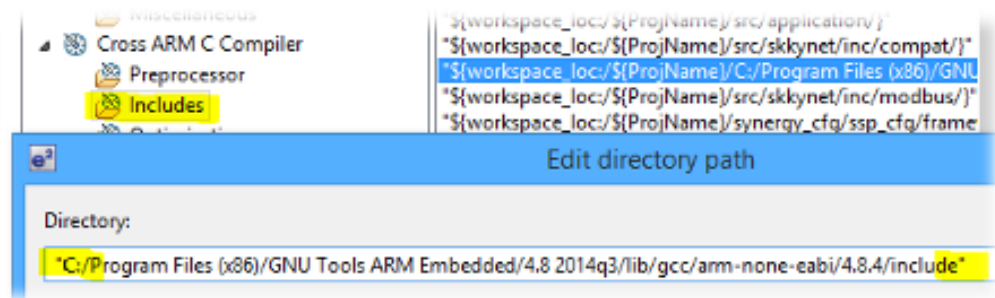 Miscellaneous
Cross ARM C Compiler
Preprocessor
Includes
"${workspace_loc:/${ProjName}/src/application/}"
"${workspace_loc:/${ProjName}/src/skkynet/inc/compat/}"
"${workspace_loc:/${ProjName}/C:/Program Files (x86)/GNU
"${workspace_loc:/${ProjName}/src/skkynet/inc/modbus/}"
"${workspace_loc:/${ProjName}/synergy_cfg/ssp_cfg/frame
e²
Edit directory path
Directory:
"C:/Program Files (x86)/GNU Tools ARM Embedded/4.8 2014q3/lib/gcc/arm-none-eabi/4.8.4/include"